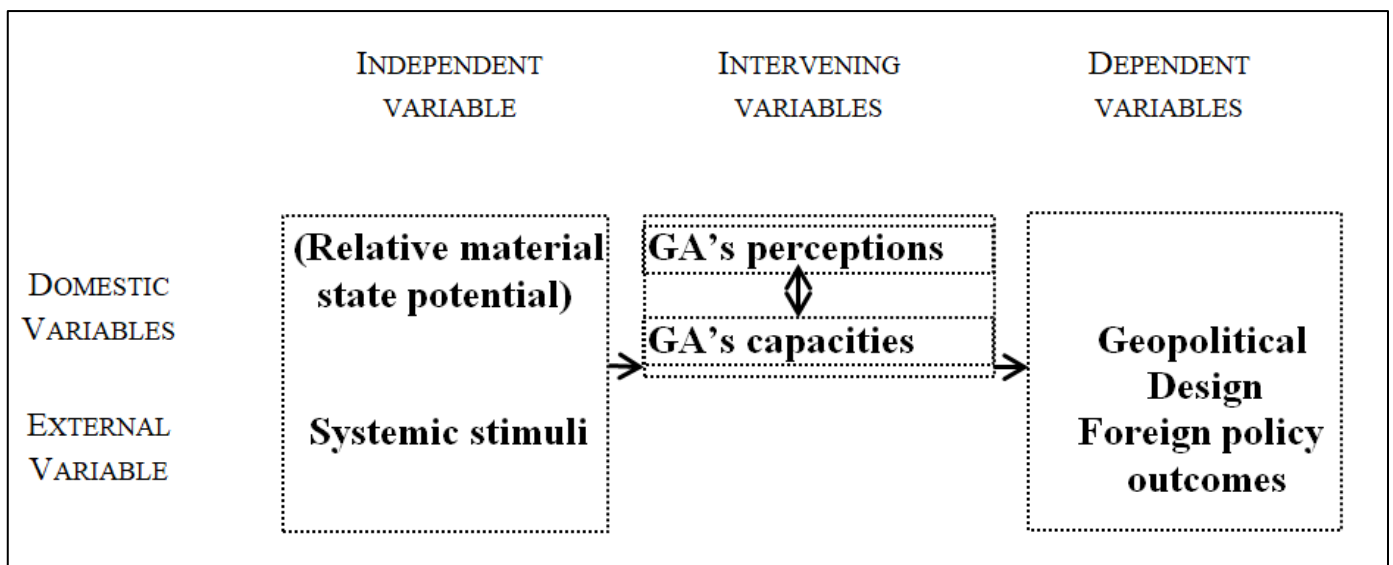 INDEPENDENT
VARIABLE
INTERVENING
VARIABLES
DEPENDENT
VARIABLES
DOMESTIC
VARIABLES
EXTERNAL
VARIABLE
(Relative material
state potential)
Systemic stimuli
GA's perceptions
GA's capacities
Geopolitical
Design
Foreign policy
outcomes